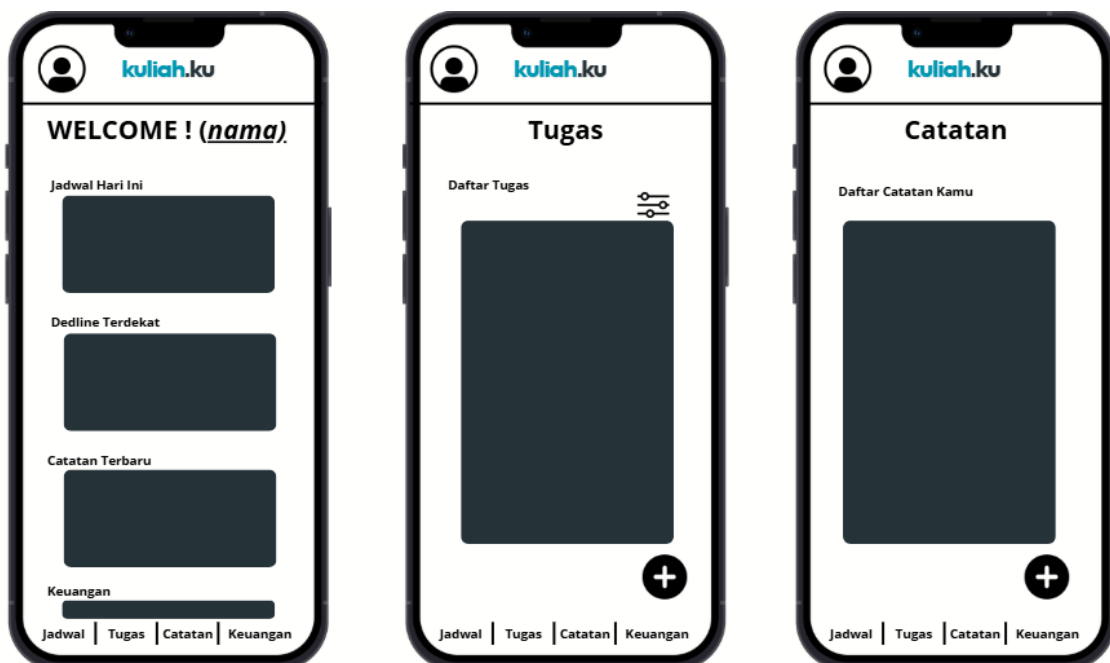 kuliah.ku
WELCOME ! (nama)
Jadwal Hari Ini
Dedline Terdekat
Catatan Terbaru
Keuangan
Jadwal Tugas Catatan Keuangan
kuliah.ku
Tugas
Daftar Tugas
Jadwal Tugas Catatan Keuangan
kuliah.ku
Catatan
Daftar Catatan Kamu
Jadwal Tugas Catatan Keuangan